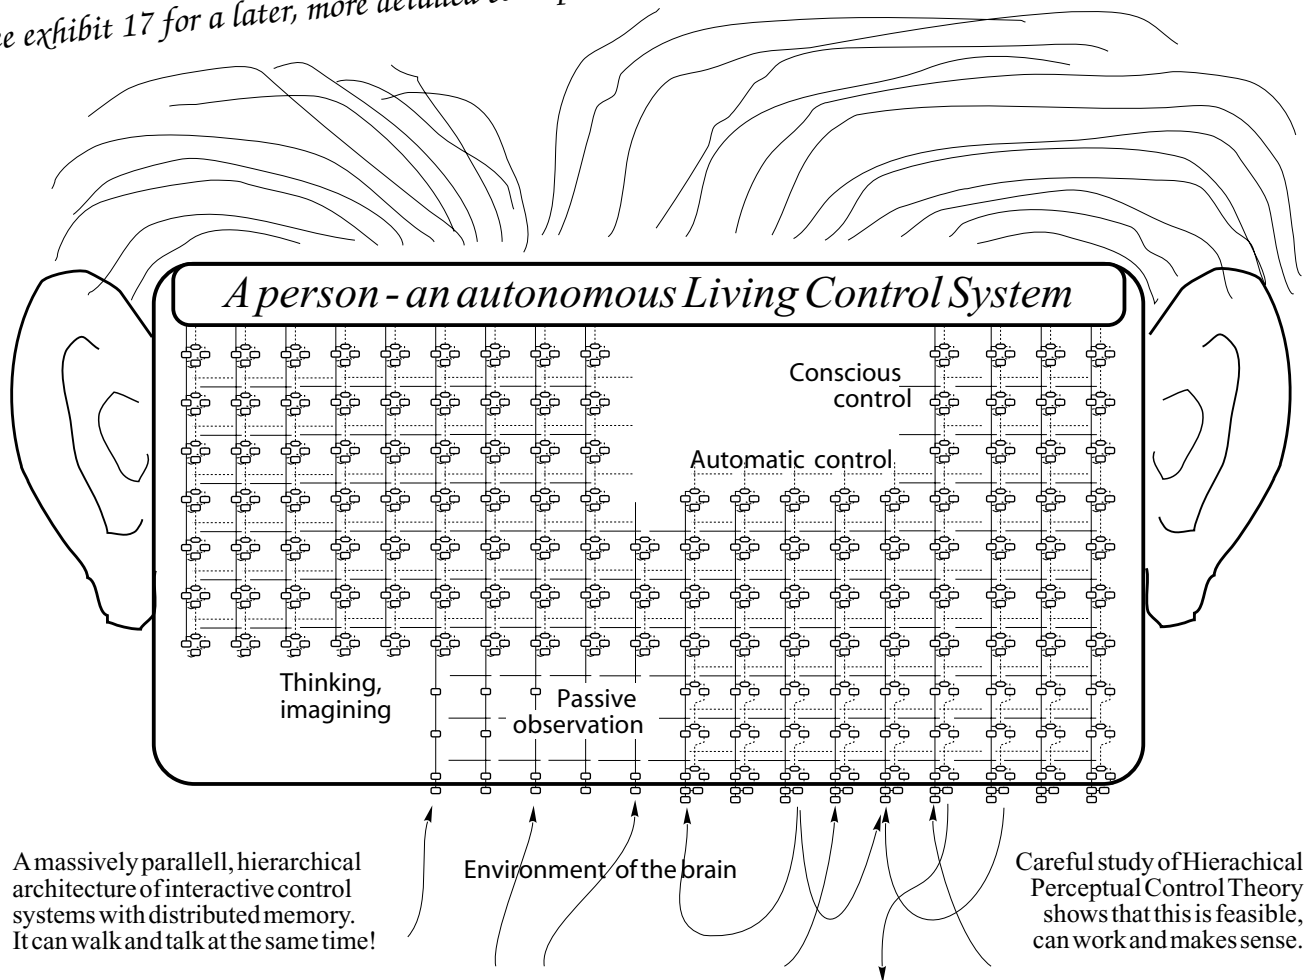 exhibit 17 for a later, more detailed
A person - an autonomous Living Control System
Conscious
control
Automatic control
Thinking,
imagining
Passive
observation
Environment of the brain
A massively parallell, hierarchical
architecture of interactive control
systems with distributed memory.
It can walk and talk at the same time!
Careful study of Hierachical
Perceptual Control Theory
shows that this is feasible,
can work and makes sense.